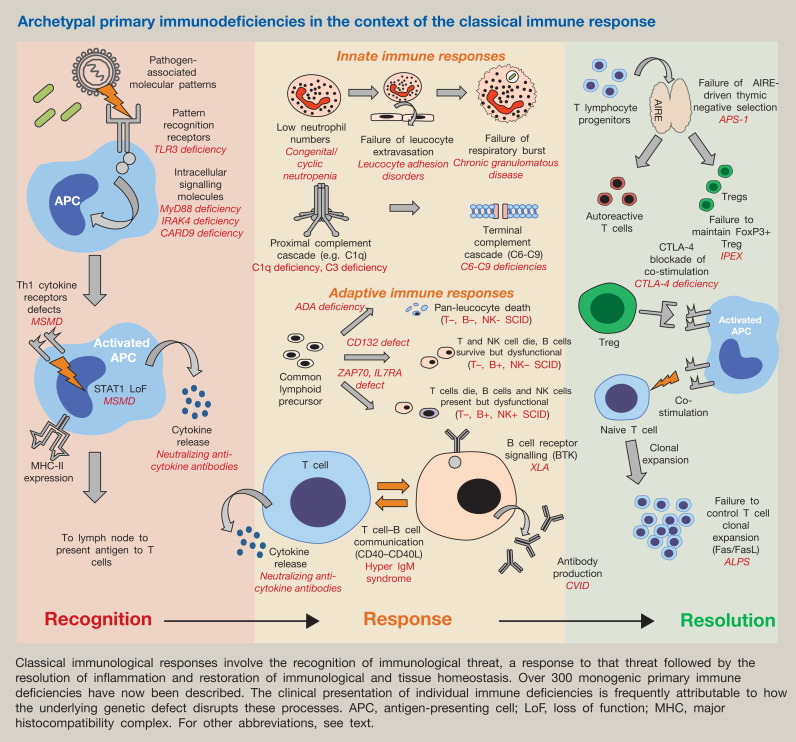 Archetypal primary immunodeficiencies in the context of the classical immune response
Pathogen-
associated
molecular patterns
Pattern
recognition
receptors
TLR3 deficiency
Intracellular
signalling
molecules
MyD88 deficiency
IRAK4 deficiency
CARD9 deficiency
APC
Th1 cytokine
receptors
defects
MSMD
Activated
APC
STAT1 LoF
MSMD
Cytokine
release
Neutralizing anti-
cytokine antibodies
MHC-II
expression
To lymph node to
present antigen to T
cells
Recognition
Innate immune responses
Low neutrophil
numbers
Congenital/
cyclic
neutropenia
Failure of leucocyte
extravasation
Leucocyte adhesion
disorders
Failure of
respiratory burst
Chronic granulomatous
disease
Proximal complement
cascade (e.g. C1q)
C1q deficiency, C3 deficiency
Terminal
complement
cascade (C6-C9)
C6-C9 deficiencies
Adaptive immune responses
ADA deficiency
Pan-leucocyte death
(T–, B–, NK- SCID)
CD132 defect
T and NK cell die, B cells
survive but dysfunctional
(T–, B+, NK– SCID)
Common
lymphoid
precursor
ZAP70, IL7RA
defect
T cells die, B cells and NK cells
present but dysfunctional
(T–, B+, NK+ SCID)
T cell
B cell receptor
signalling (BTK)
XLA
Cytokine
release
Neutralizing anti-
cytokine antibodies
T cell–B cell
communication
(CD40–CD40L)
Hyper IgM
syndrome
Antibody
production
CVID
Response
T lymphocyte
progenitors
AIRE
Failure of AIRE-
driven thymic
negative selection
APS-1
Autoreactive
T cells
Tregs
Failure to
maintain FoxP3+
Treg
IPEX
CTLA-4
blockade of
co-stimulation
CTLA-4 deficiency
Treg
Activated
APC
Co-
stimulation
Naive T cell
Clonal
expansion
Failure to
control T cell
clonal
expansion
(Fas/FasL)
ALPS
Resolution
Classical immunological responses involve the recognition of immunological threat, a response to that threat followed by the
resolution of inflammation and restoration of immunological and tissue homeostasis. Over 300 monogenic primary immune
deficiencies have now been described. The clinical presentation of individual immune deficiencies is frequently attributable to how
the underlying genetic defect disrupts these processes. APC, antigen-presenting cell; LoF, loss of function; MHC, major
histocompatibility complex. For other abbreviations, see text.